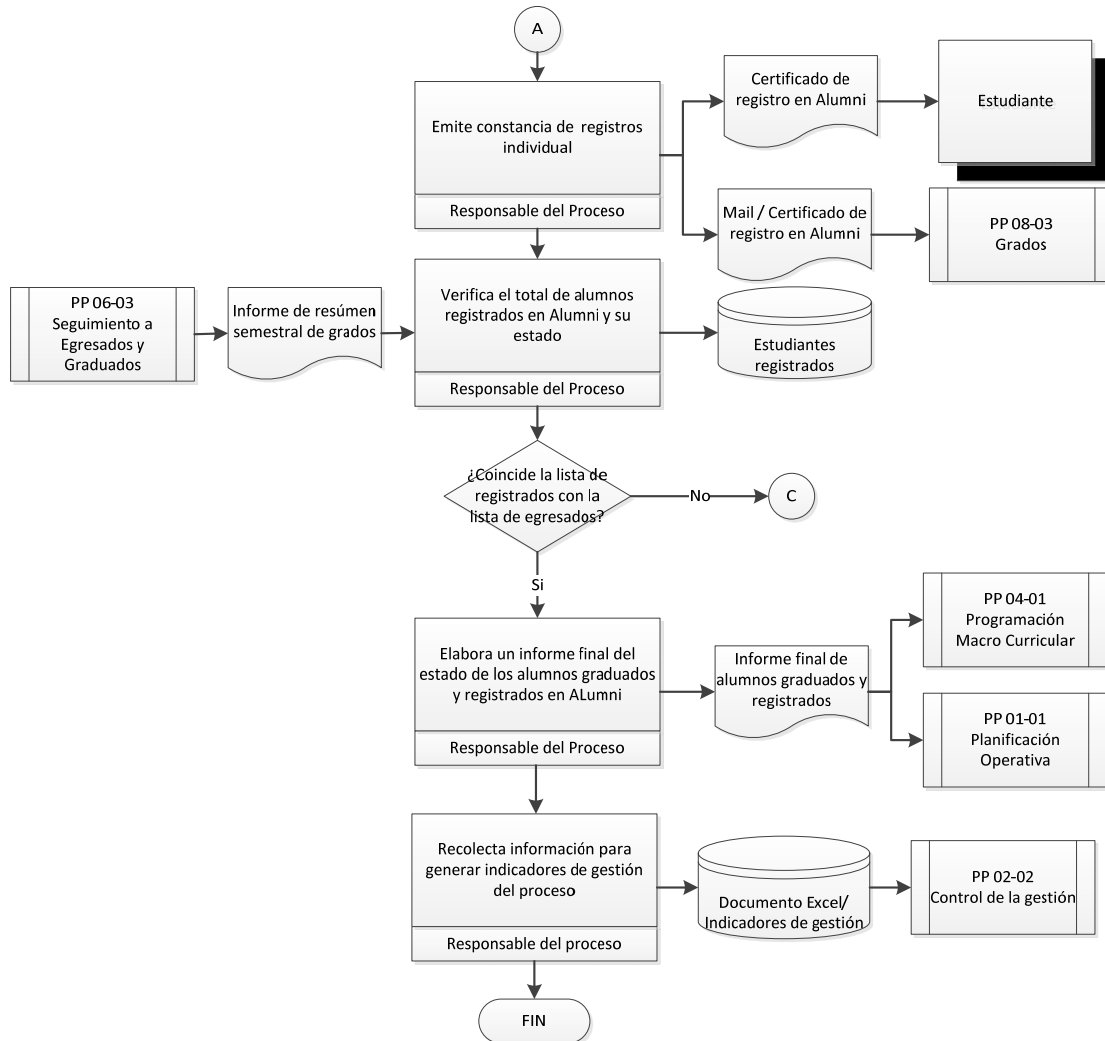 A
Emite constancia de registros
individual
Responsable del Proceso
Certificado de
registro en Alumni
Estudiante
Mail / Certificado de
registro en Alumni
PP 08-03
Grados
PP 06-03
Seguimiento a
Egresados y
Graduados
Informe de resúmen
semestral de grados
Verifica el total de alumnos
registrados en Alumni y su
estado
Responsable del Proceso
Estudiantes
registrados
¿Coincide la lista de
registrados con la
lista de egresados?
No
C
Si
Elabora un informe final del
estado de los alumnos graduados
y registrados en ALumni
Responsable del Proceso
Informe final de
alumnos graduados y
registrados
PP 04-01
Programación
Macro Curricular
PP 01-01
Planificación
Operativa
Recolecta información para
generar indicadores de gestión
del proceso
Responsable del proceso
Documento Excel/
Indicadores de gestión
PP 02-02
Control de la gestión
FIN